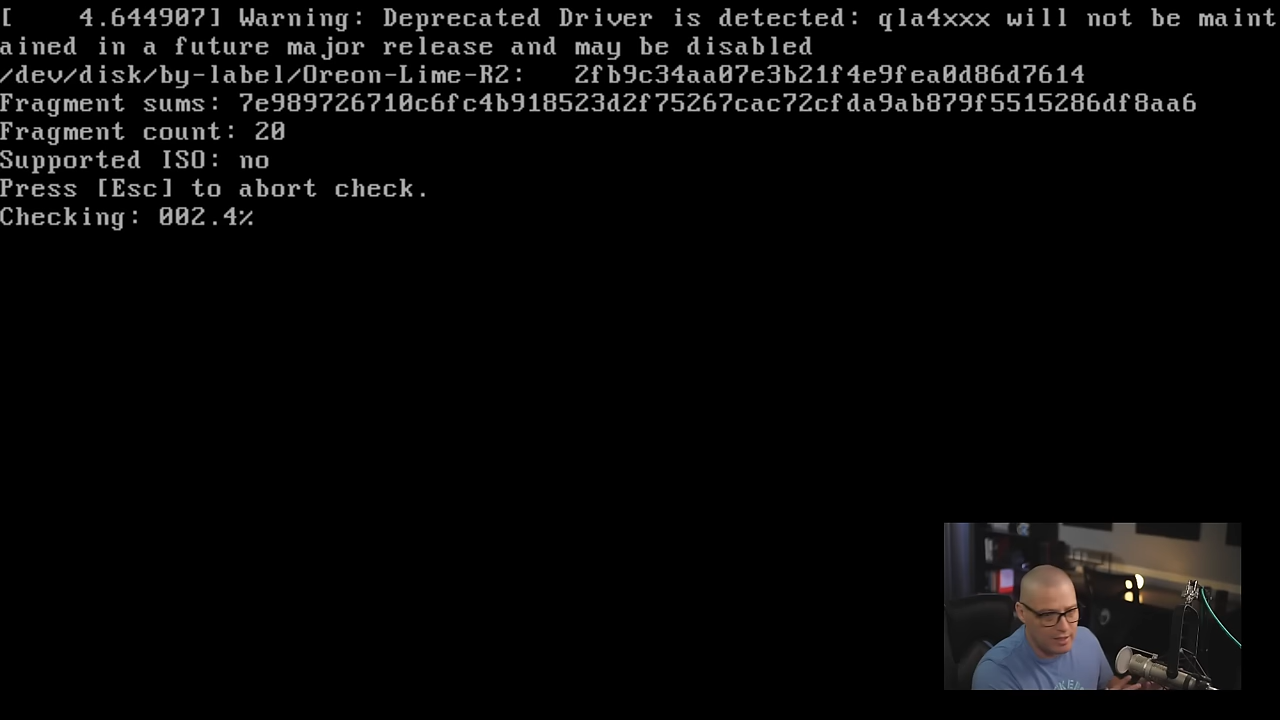 [    4.644907] Warning: Deprecated Driver is detected: qla4xxx will not be maint
ained in a future major release and may be disabled
/dev/disk/by-label/Oreon-Lime-R2:   2fb9c34aa07e3b21f4e9fea0d86d7614
Fragment sums: 7e989726710c6fc4b918523d2f75267cac72cfda9ab879f5515286df8aa6
Fragment count: 20
Supported ISO: no
Press [Esc] to abort check.
Checking: 002.4%